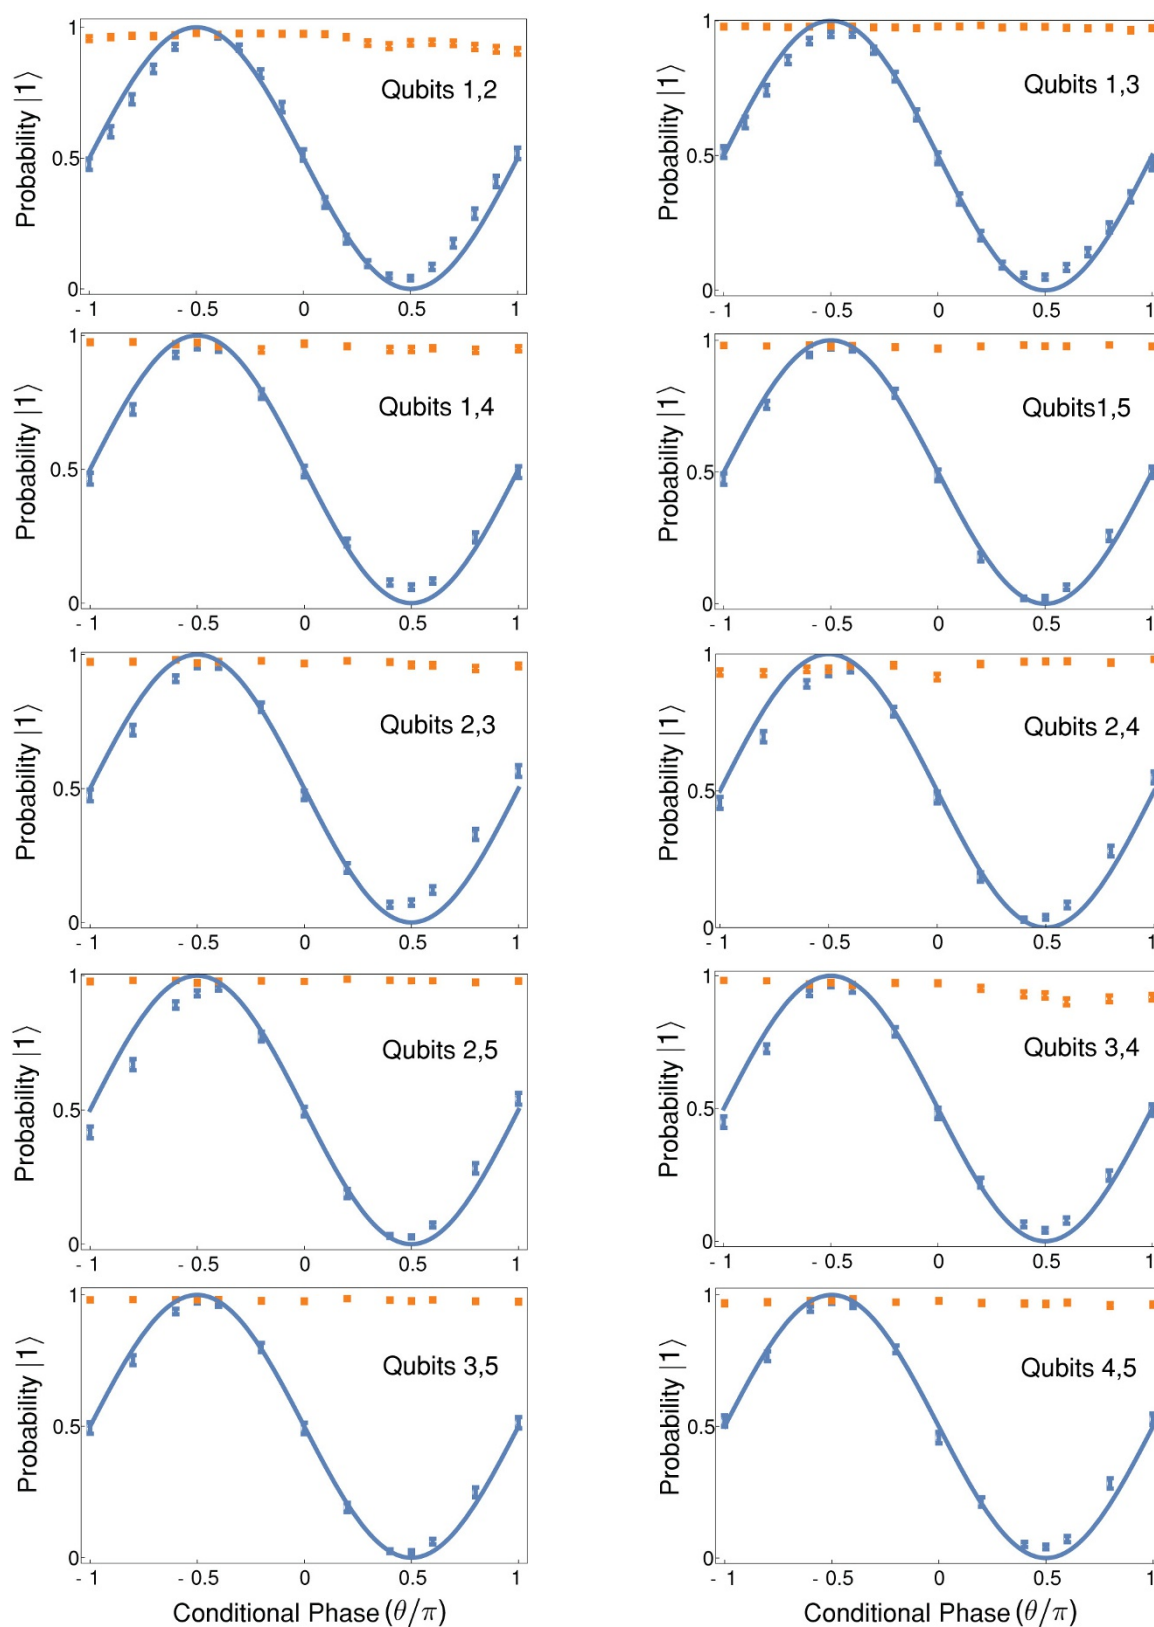 1
Probability |1⟩
0.5
0
Qubits 1,2
- 1 - 0.5 0 0.5 1
1
Probability |1⟩
0.5
0
Qubits 1,3
- 1 - 0.5 0 0.5 1
1
Probability |1⟩
0.5
0
Qubits 1,4
- 1 - 0.5 0 0.5 1
1
Probability |1⟩
0.5
0
Qubits1,5
- 1 - 0.5 0 0.5 1
1
Probability |1⟩
0.5
0
Qubits 2,3
- 1 - 0.5 0 0.5 1
1
Probability |1⟩
0.5
0
Qubits 2,4
- 1 - 0.5 0 0.5 1
1
Probability |1⟩
0.5
0
Qubits 2,5
- 1 - 0.5 0 0.5 1
1
Probability |1⟩
0.5
0
Qubits 3,4
- 1 - 0.5 0 0.5 1
1
Probability |1⟩
0.5
0
Qubits 3,5
- 1 - 0.5 0 0.5 1
Conditional Phase (θ/π)
1
Probability |1⟩
0.5
0
Qubits 4,5
- 1 - 0.5 0 0.5 1
Conditional Phase (θ/π)